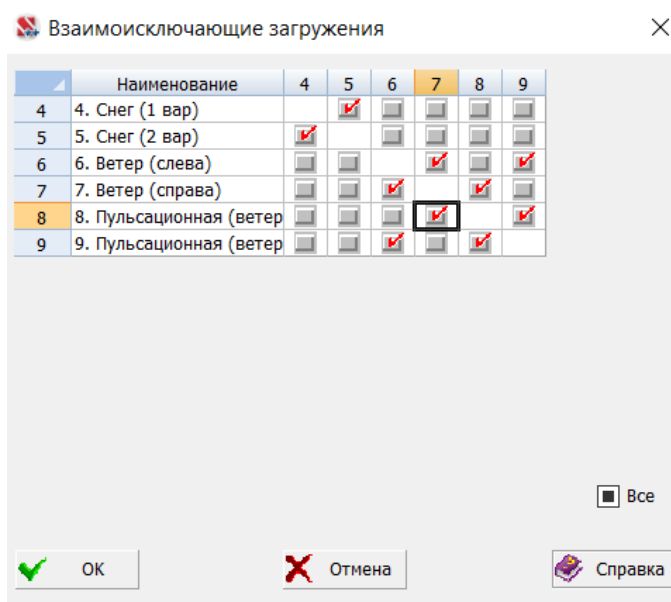 Взаимоисключающие загружения
Наименование 4 5 6 7 8 9
4 4. Снег (1 вар)
5 5. Снег (2 вар)
6 6. Ветер (слева)
7 7. Ветер (справа)
8 8. Пульсационная (ветер
9 9. Пульсационная (ветер
Все
ОК Отмена Справка